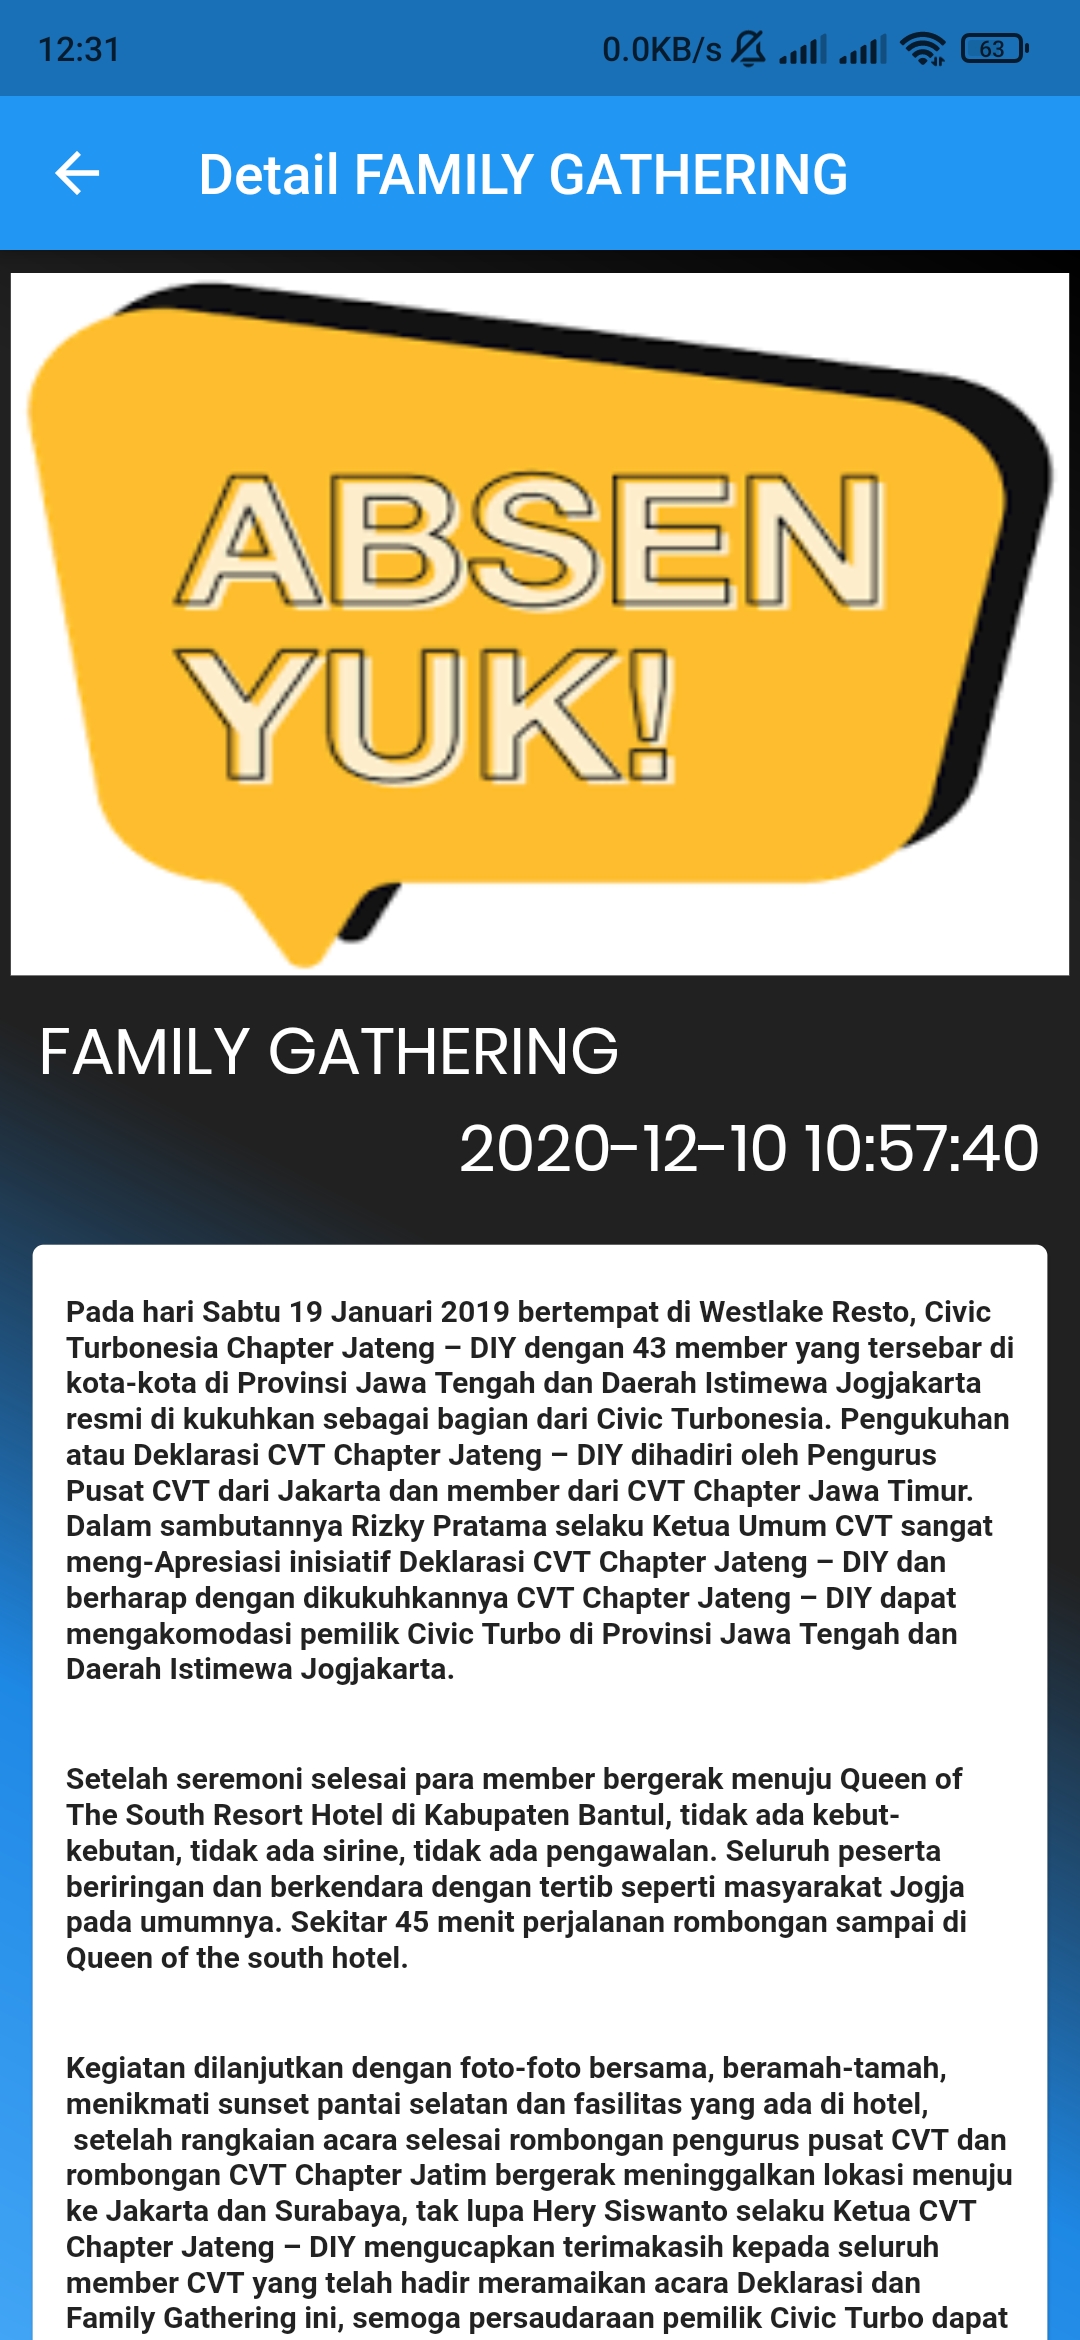 12:31
0.0KB/s
63
Detail FAMILY GATHERING
ABSEN
YUK!
FAMILY GATHERING
2020-12-10 10:57:40
Pada hari Sabtu 19 Januari 2019 bertempat di Westlake Resto, Civic
Turbonesia Chapter Jateng – DIY dengan 43 member yang tersebar di
kota-kota di Provinsi Jawa Tengah dan Daerah Istimewa Jogjakarta
resmi di kukuhkan sebagai bagian dari Civic Turbonesia. Pengukuhan
atau Deklarasi CVT Chapter Jateng – DIY dihadiri oleh Pengurus
Pusat CVT dari Jakarta dan member dari CVT Chapter Jawa Timur.
Dalam sambutannya Rizky Pratama selaku Ketua Umum CVT sangat
meng-Apresiasi inisiatif Deklarasi CVT Chapter Jateng – DIY dan
berharap dengan dikukuhkannya CVT Chapter Jateng – DIY dapat
mengakomodasi pemilik Civic Turbo di Provinsi Jawa Tengah dan
Daerah Istimewa Jogjakarta.
Setelah seremoni selesai para member bergerak menuju Queen of
The South Resort Hotel di Kabupaten Bantul, tidak ada kebut-
kebutan, tidak ada sirine, tidak ada pengawalan. Seluruh peserta
beriringan dan berkendara dengan tertib seperti masyarakat Jogja
pada umumnya. Sekitar 45 menit perjalanan rombongan sampai di
Queen of the south hotel.
Kegiatan dilanjutkan dengan foto-foto bersama, beramah-tamah,
menikmati sunset pantai selatan dan fasilitas yang ada di hotel,
setelah rangkaian acara selesai rombongan pengurus pusat CVT dan
rombongan CVT Chapter Jatim bergerak meninggalkan lokasi menuju
ke Jakarta dan Surabaya, tak lupa Hery Siswanto selaku Ketua CVT
Chapter Jateng – DIY mengucapkan terimakasih kepada seluruh
member CVT yang telah hadir meramaikan acara Deklarasi dan
Family Gathering ini, semoga persaudaraan pemilik Civic Turbo dapat